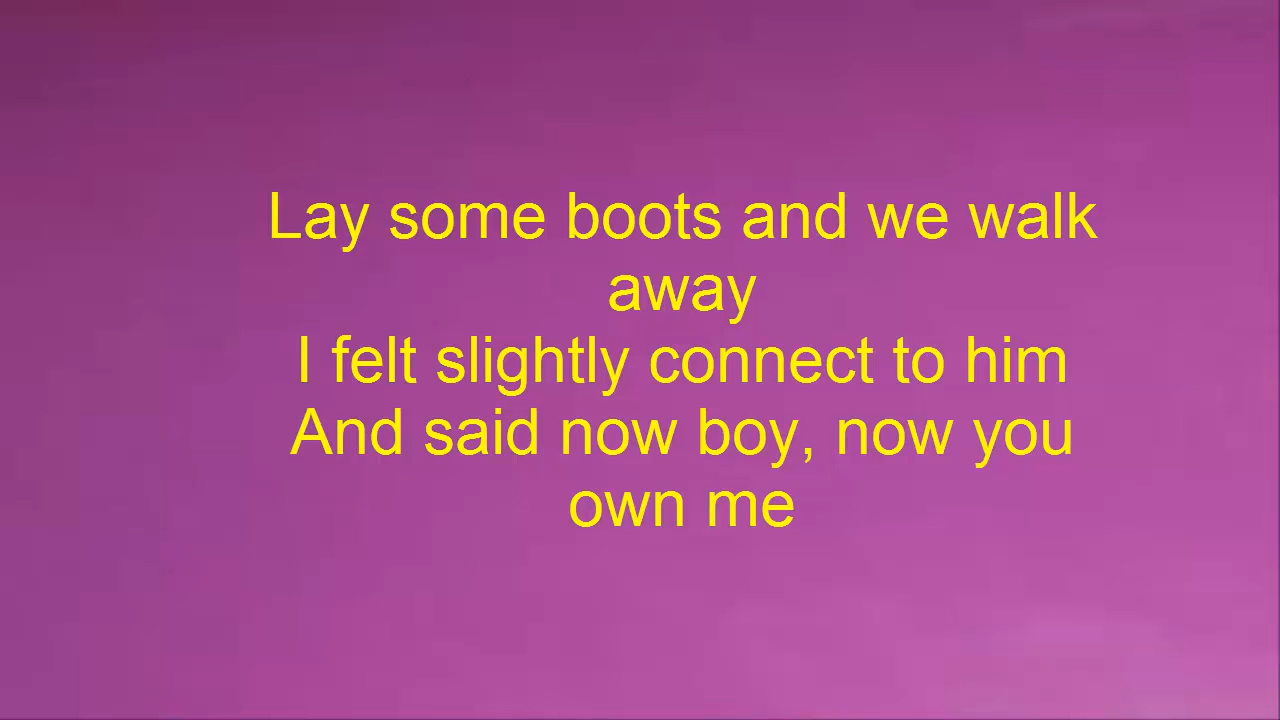 Lay some boots and we walk
away
I felt slightly connect to him
And said now boy, now you
own me